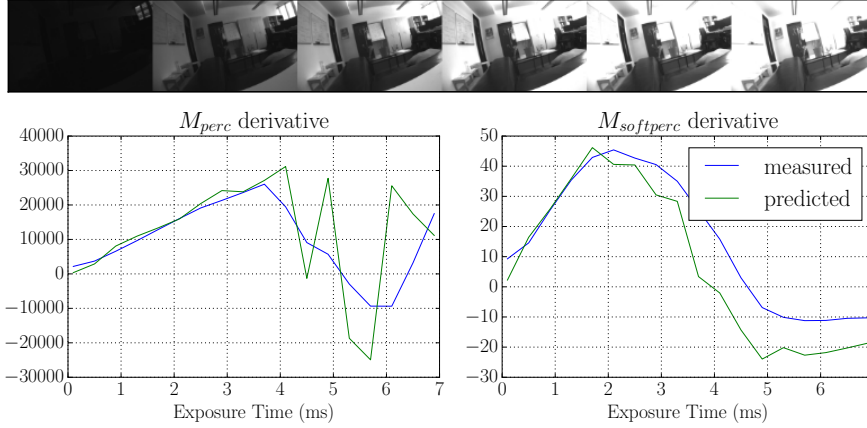 M_perc derivative
40000
30000
20000
10000
0
−10000
−20000
−30000
0 1 2 3 4 5 6 7
Exposure Time (ms)
M_softperc derivative
50
40
30
20
10
0
−10
−20
−30
0 1 2 3 4 5 6
Exposure Time (ms)
measured
predicted